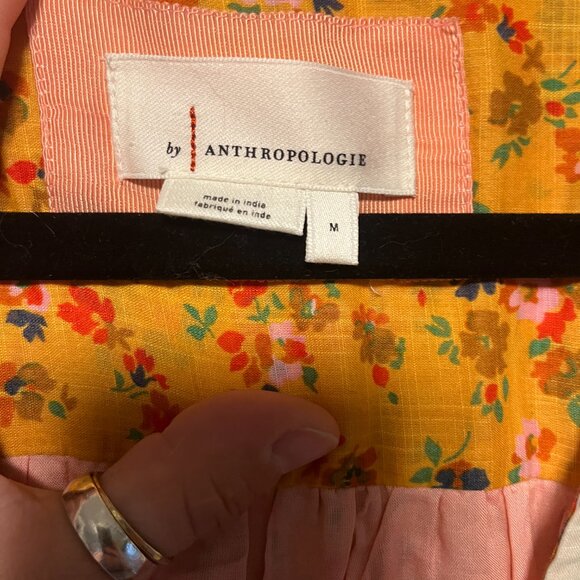 by ANTHROPOLOGIE
made in india
fabriqué en inde
M